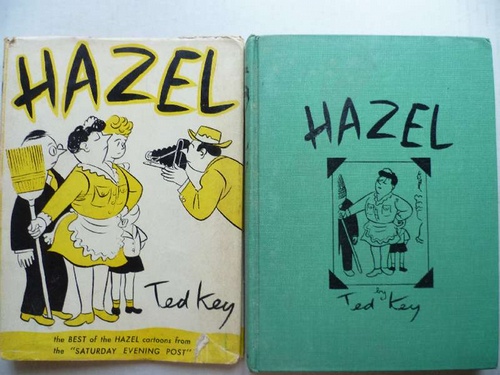 HAZEL
Ted Key
the BEST of the HAZEL cartoons from
the "SATURDAY EVENING POST"
HAZEL
by
Ted Key